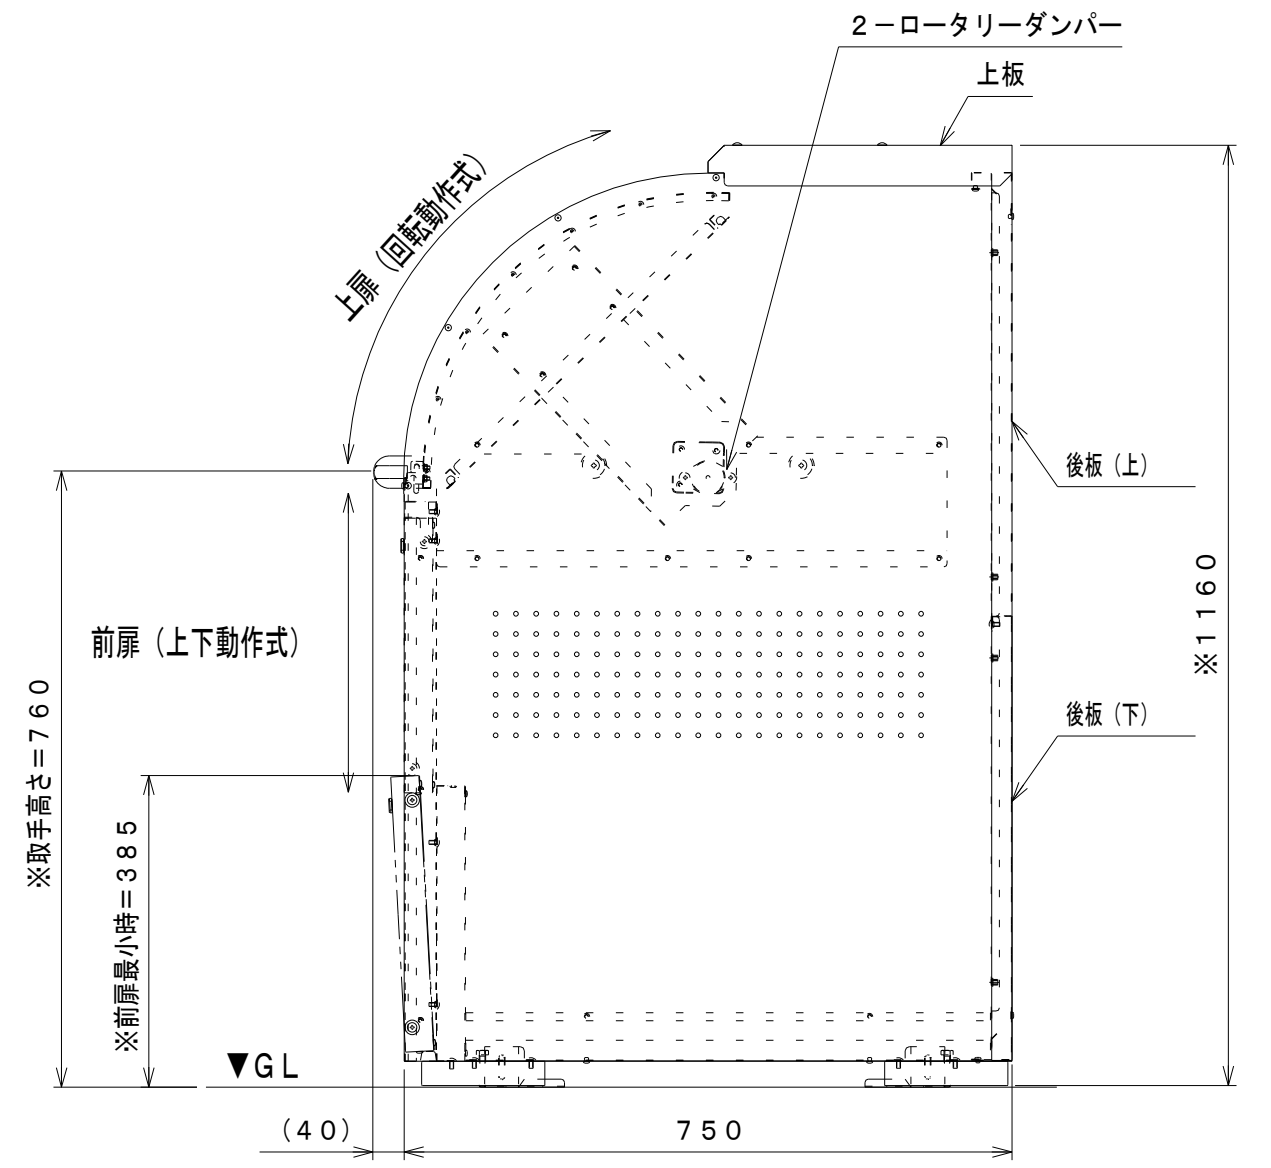 ２－ロータリーダンパー
上板
上扉（回転動作式）
後板（上）
※１１６０
前扉（上下動作式）
※取手高さ＝７６０
後板（下）
※前扉最小時＝３８５
▼ＧＬ
（４０）
７５０